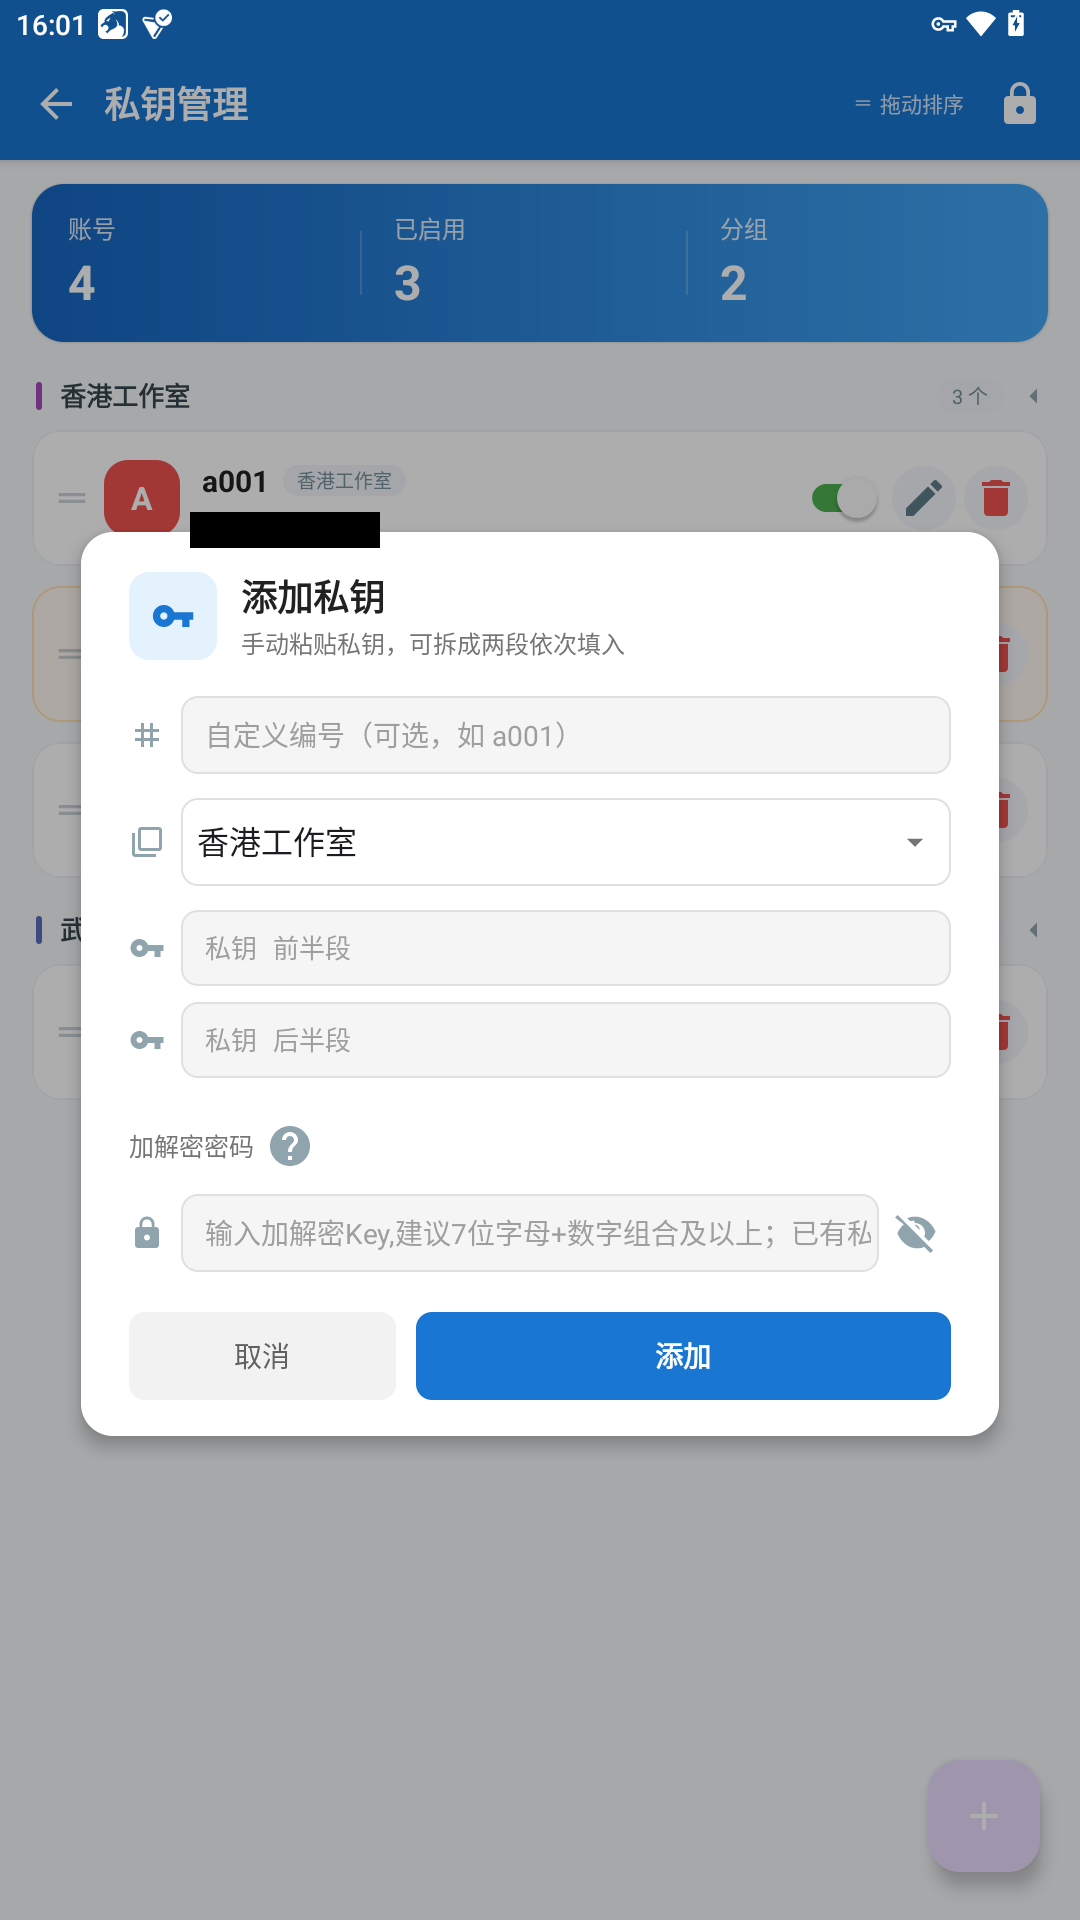 16:01
私钥管理
拖动排序
账号
已启用
分组
4
3
2
香港工作室
3 个
A
a001
香港工作室
添加私钥
手动粘贴私钥，可拆成两段依次填入
自定义编号（可选，如 a001）
香港工作室
武
私钥 前半段
私钥 后半段
加解密密码
输入加解密Key,建议7位字母+数字组合及以上；已有私
取消
添加